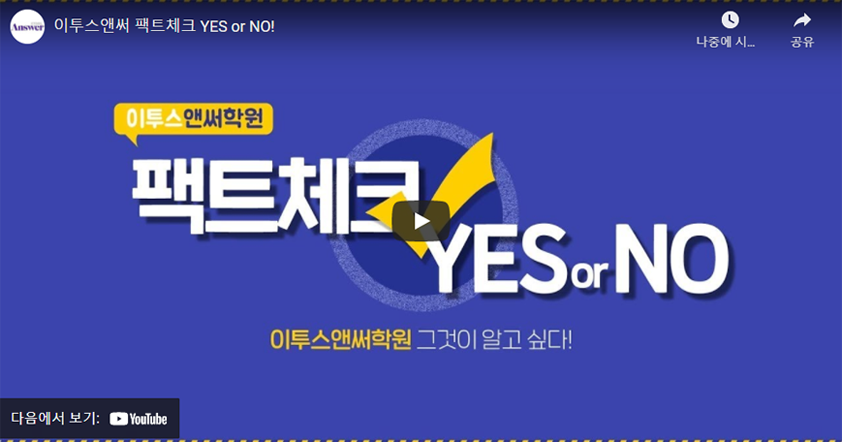 Answer
이투스앤써 팩트체크 YES or NO!
나중에 시...
공유
이투스앤써학원
팩트체크
YES or NO
이투스앤써학원 그것이 알고 싶다!
다음에서 보기: YouTube